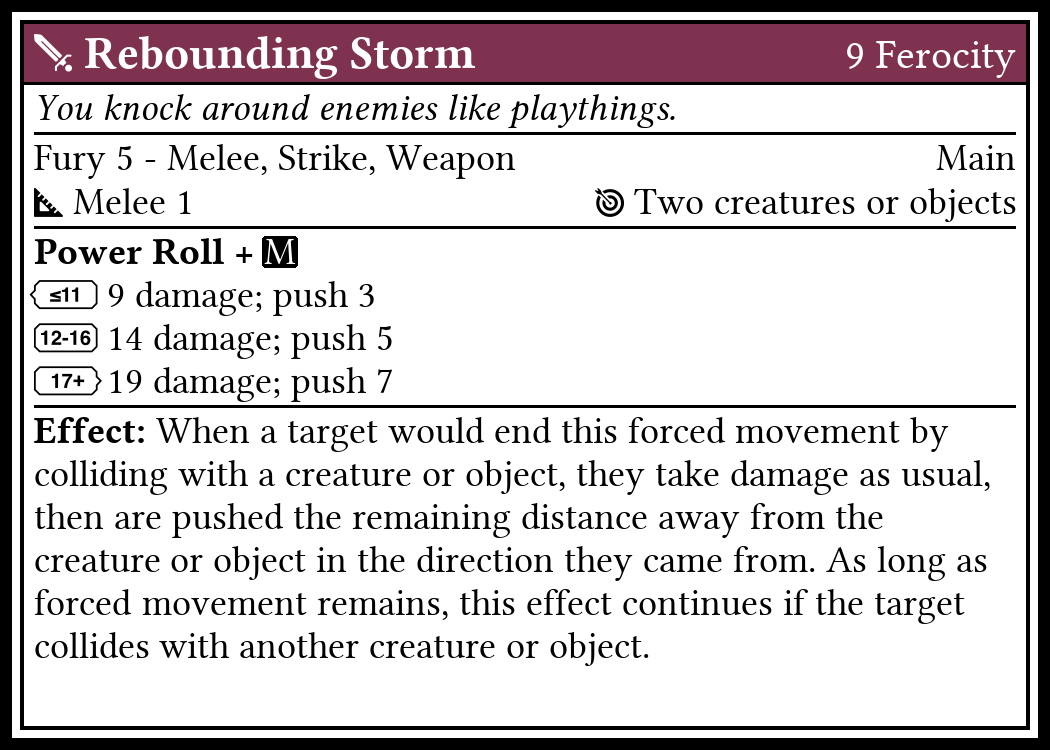 Rebounding Storm 9 Ferocity
You knock around enemies like playthings.
Fury 5 - Melee, Strike, Weapon Main
Melee 1 Two creatures or objects
Power Roll + M
≤11 9 damage; push 3
12-16 14 damage; push 5
17+ 19 damage; push 7
Effect: When a target would end this forced movement by
colliding with a creature or object, they take damage as usual,
then are pushed the remaining distance away from the
creature or object in the direction they came from. As long as
forced movement remains, this effect continues if the target
collides with another creature or object.